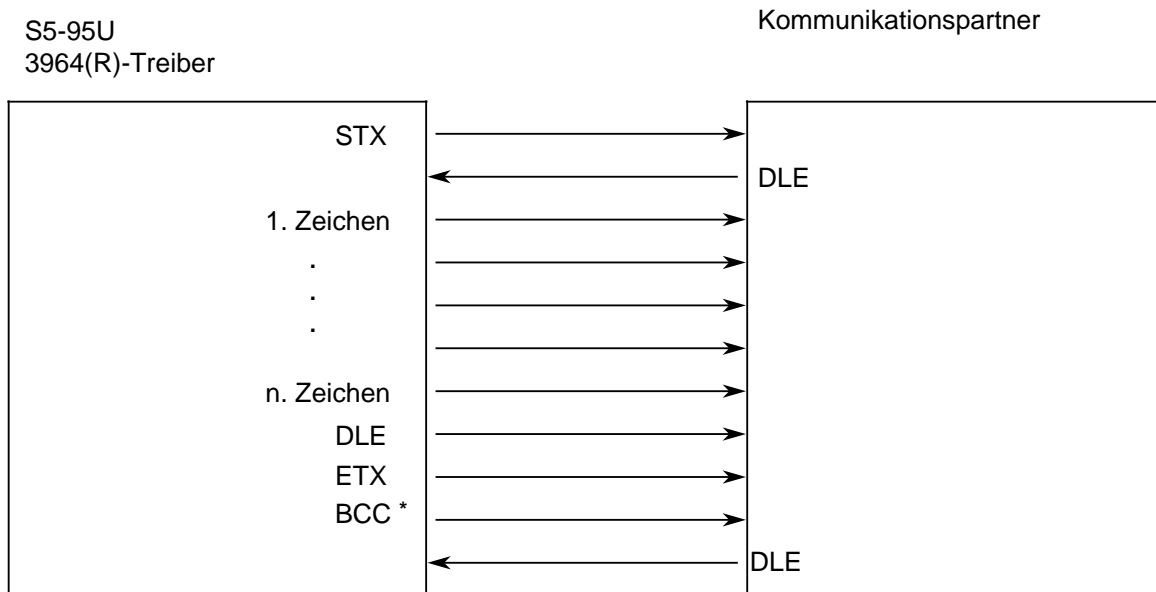 S5-95U
3964(R)-Treiber
Kommunikationspartner
STX
DLE
1. Zeichen
.
.
.
n. Zeichen
DLE
ETX
BCC *
DLE